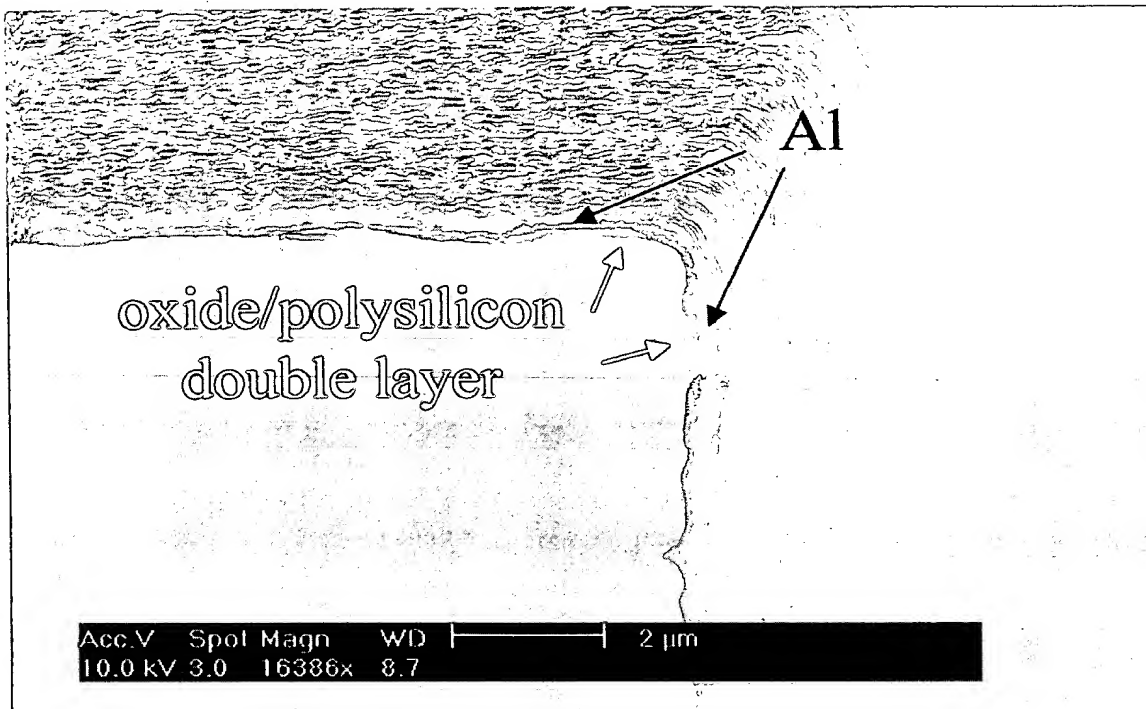 Al
oxide/polysilicon
double layer
Acc.V Spot Magn WD 2 µm
10.0 kV 3.0 16386x 8.7